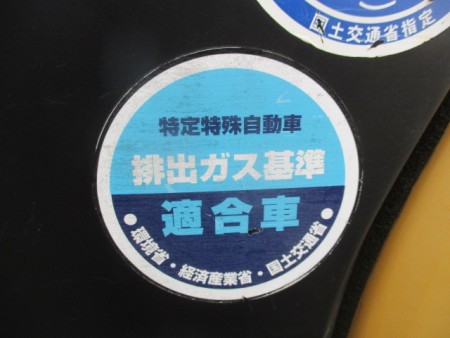 国土交通省指定
特定特殊自動車
排出ガス基準
適合車
●環境省・経済産業省・国土交通省●